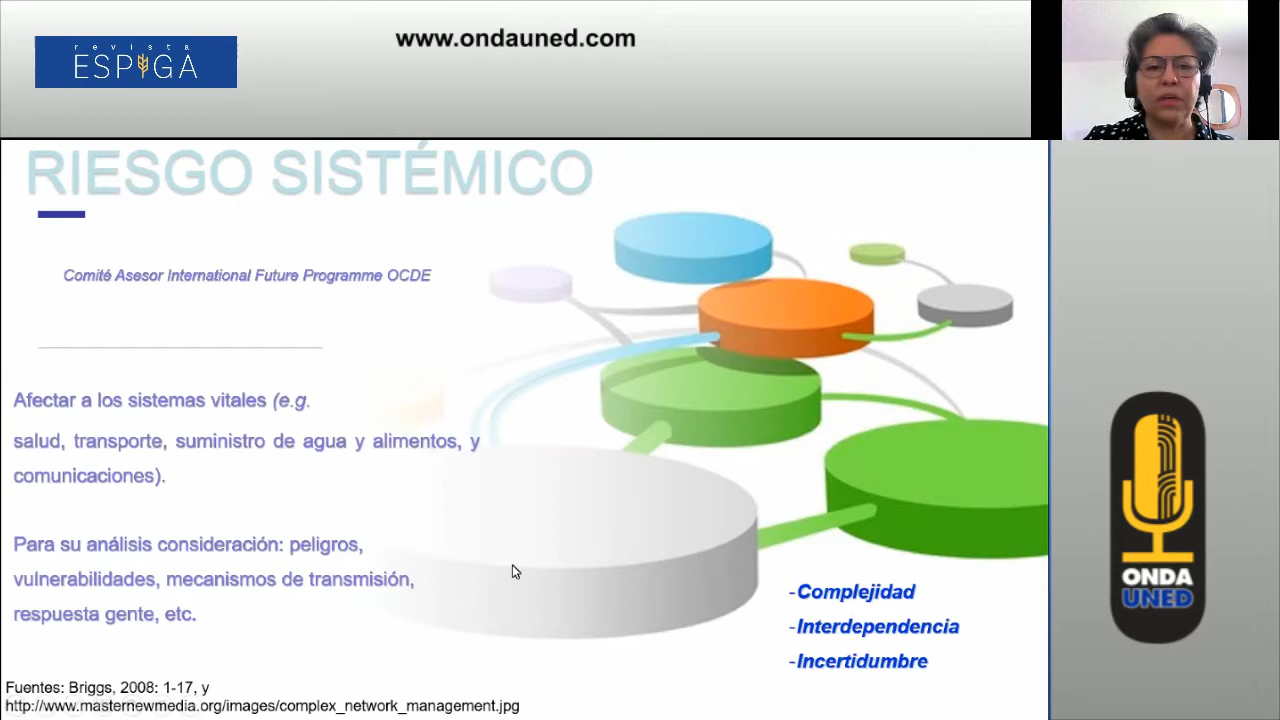 revista
ESPIGA
www.ondauned.com
RIESGO SISTÉMICO
Comité Asesor International Future Programme OCDE
Afectar a los sistemas vitales (e.g.
salud, transporte, suministro de agua y alimentos, y
comunicaciones).
Para su análisis consideración: peligros,
vulnerabilidades, mecanismos de transmisión,
respuesta gente, etc.
-Complejidad
-Interdependencia
-Incertidumbre
Fuentes: Briggs, 2008: 1-17, y
http://www.masternewmedia.org/images/complex_network_management.jpg
ONDA
UNED